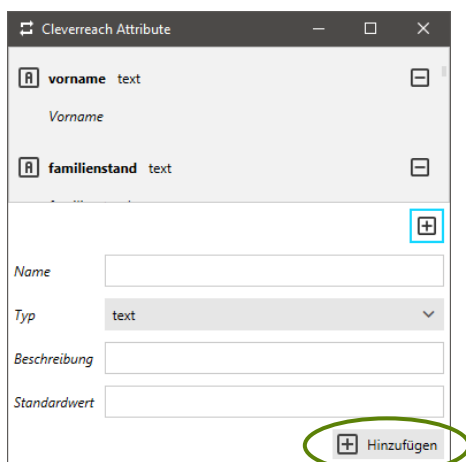 Cleverreach Attribute
vorname text
Vorname
familienstand text
Name
Typ text
Beschreibung
Standardwert
Hinzufügen